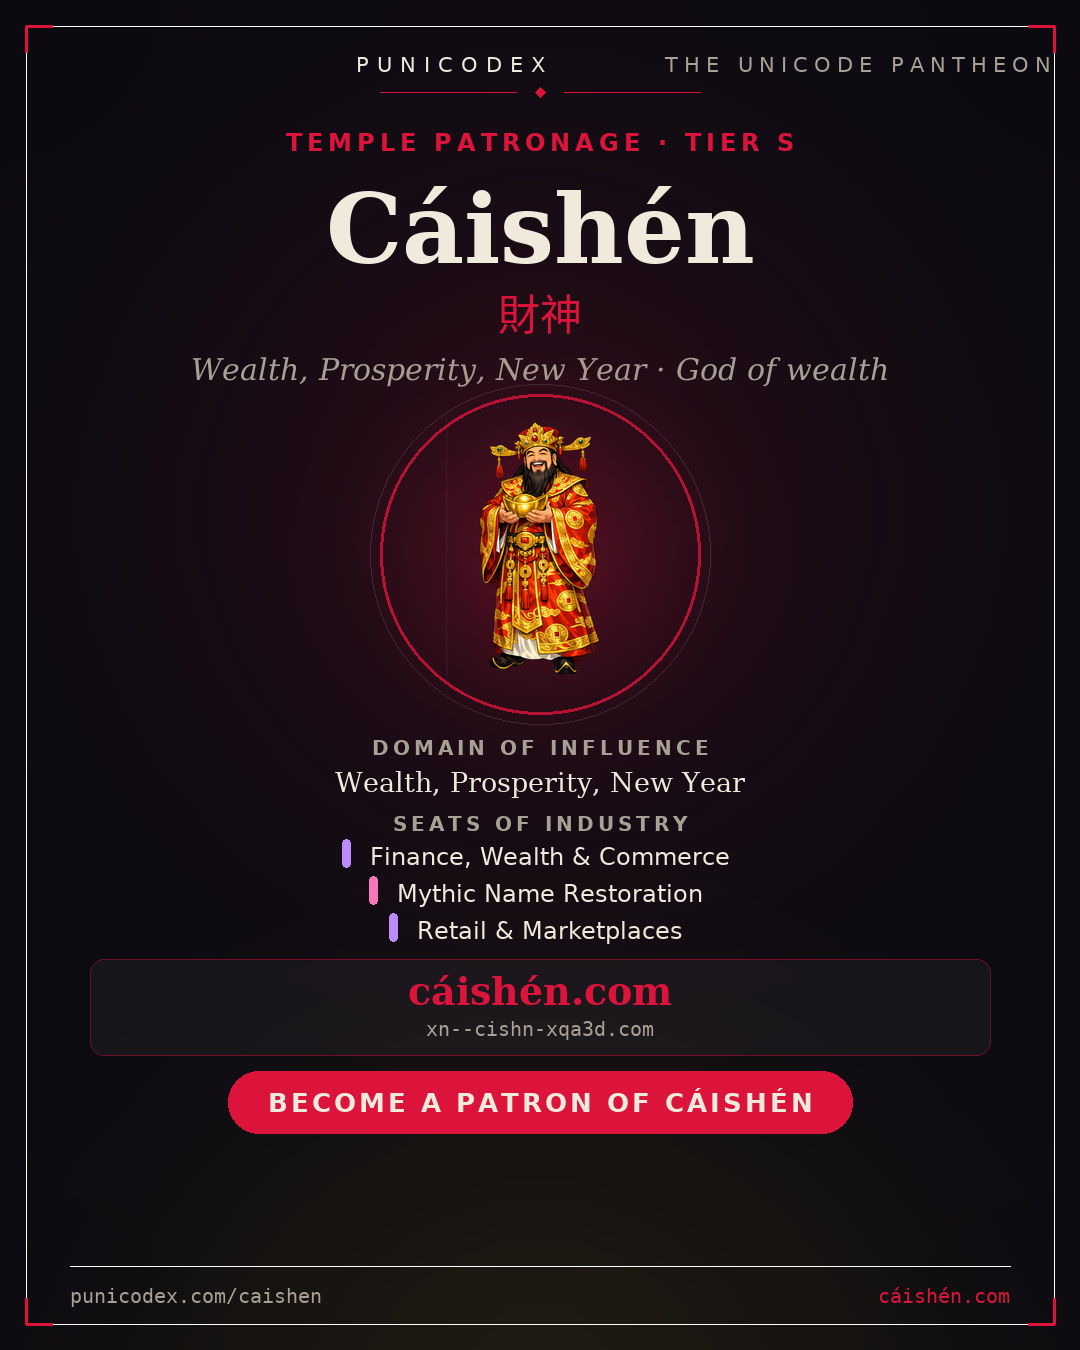 PUNICODEX THE UNICODE PANTHEON
TEMPLE PATRONAGE · TIER S
Cáishén
財神
Wealth, Prosperity, New Year · God of wealth
DOMAIN OF INFLUENCE
Wealth, Prosperity, New Year
SEATS OF INDUSTRY
Finance, Wealth & Commerce
Mythic Name Restoration
Retail & Marketplaces
cáishén.com
xn--cishn-xqa3d.com
BECOME A PATRON OF CÁISHÉN
punicodex.com/caishen cáishén.com